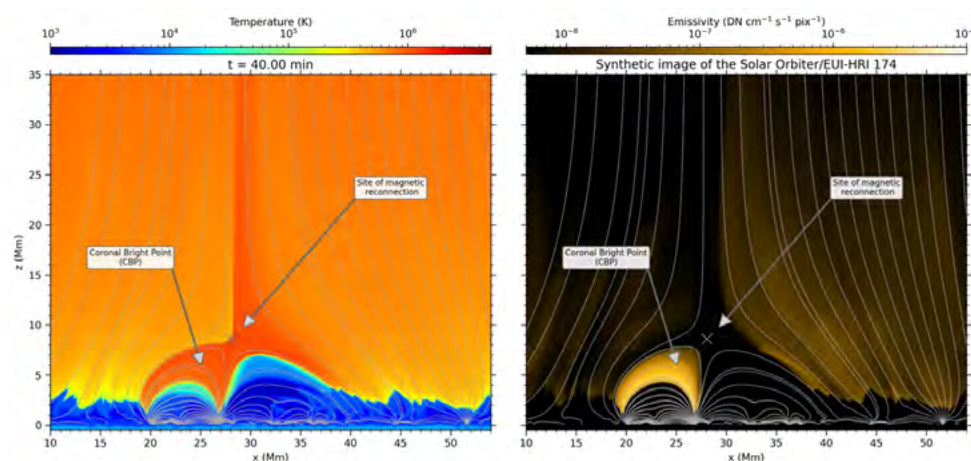 Temperature (K)
10³ 10⁴ 10⁵ 10⁶
t = 40.00 min
35
30
25
20
15
10
5
0
z (Mm)
Site of magnetic
reconnection
Coronal Bright Point
(CBP)
10 15 20 25 30 35 40 45 50
x (Mm)
Emissivity (DN cm⁻¹ s⁻¹ pix⁻¹)
10⁻⁸ 10⁻⁷ 10⁻⁶
Synthetic image of the Solar Orbiter/EUI-HRI 174
Site of magnetic
reconnection
Coronal Bright Point
(CBP)
15 20 25 30 35 40 45 50
x (Mm)